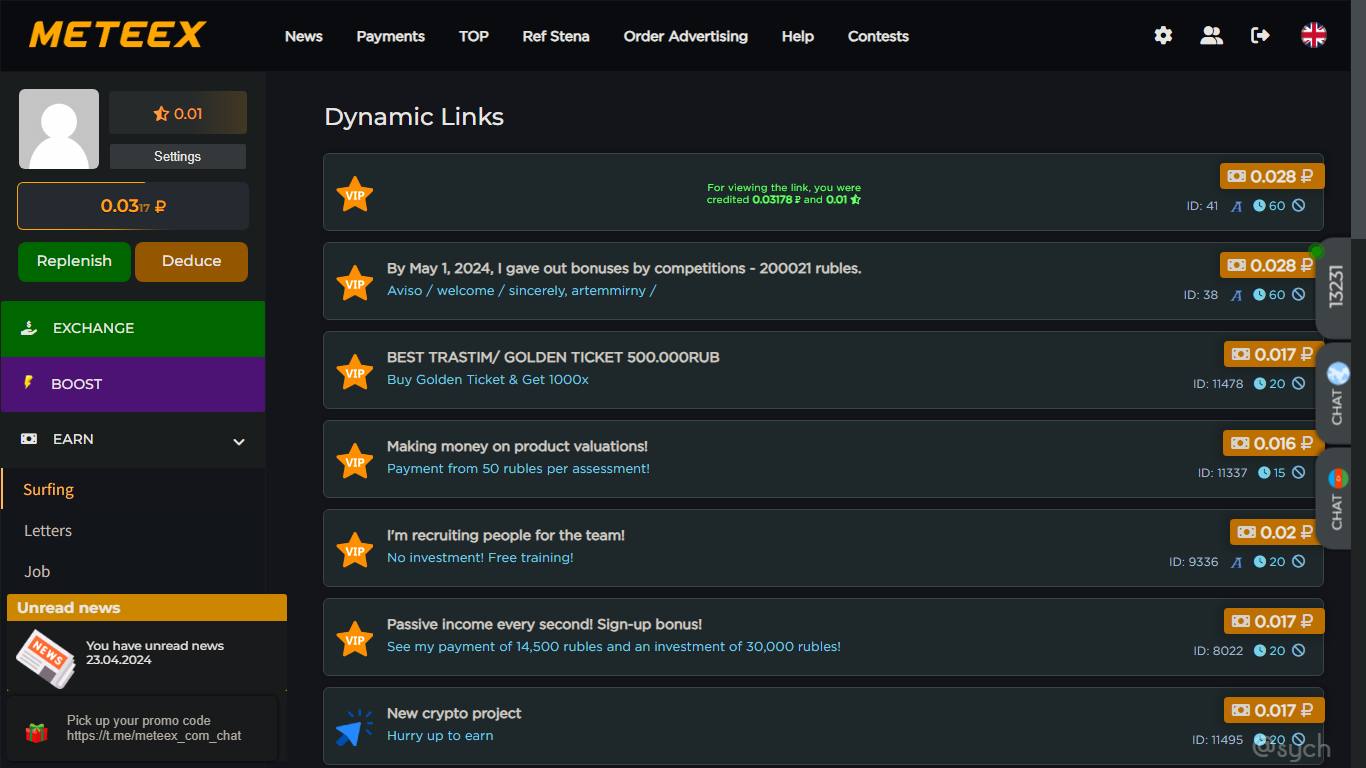 METEEX
News Payments TOP Ref Stena Order Advertising Help Contests
0.01
Settings
0.0317 ₽
Replenish Deduce
EXCHANGE
BOOST
EARN
Surfing
Letters
Job
Unread news
NEWS
You have unread news
23.04.2024
Pick up your promo code
https://t.me/meteex_com_chat
Dynamic Links
VIP
For viewing the link, you were
credited 0.03178 ₽ and 0.01
0.028 ₽
ID: 41 60
VIP
By May 1, 2024, I gave out bonuses by competitions - 200021 rubles.
Aviso / welcome / sincerely, artemmirny /
0.028 ₽
ID: 38 60
VIP
BEST TRASTIM/ GOLDEN TICKET 500.000RUB
Buy Golden Ticket & Get 1000x
0.017 ₽
ID: 11478 20
VIP
Making money on product valuations!
Payment from 50 rubles per assessment!
0.016 ₽
ID: 11337 15
VIP
I'm recruiting people for the team!
No investment! Free training!
0.02 ₽
ID: 9336 20
VIP
Passive income every second! Sign-up bonus!
See my payment of 14,500 rubles and an investment of 30,000 rubles!
0.017 ₽
ID: 8022 20
New crypto project
Hurry up to earn
0.017 ₽
ID: 11495 20
13231
CHAT
CHAT
@sych